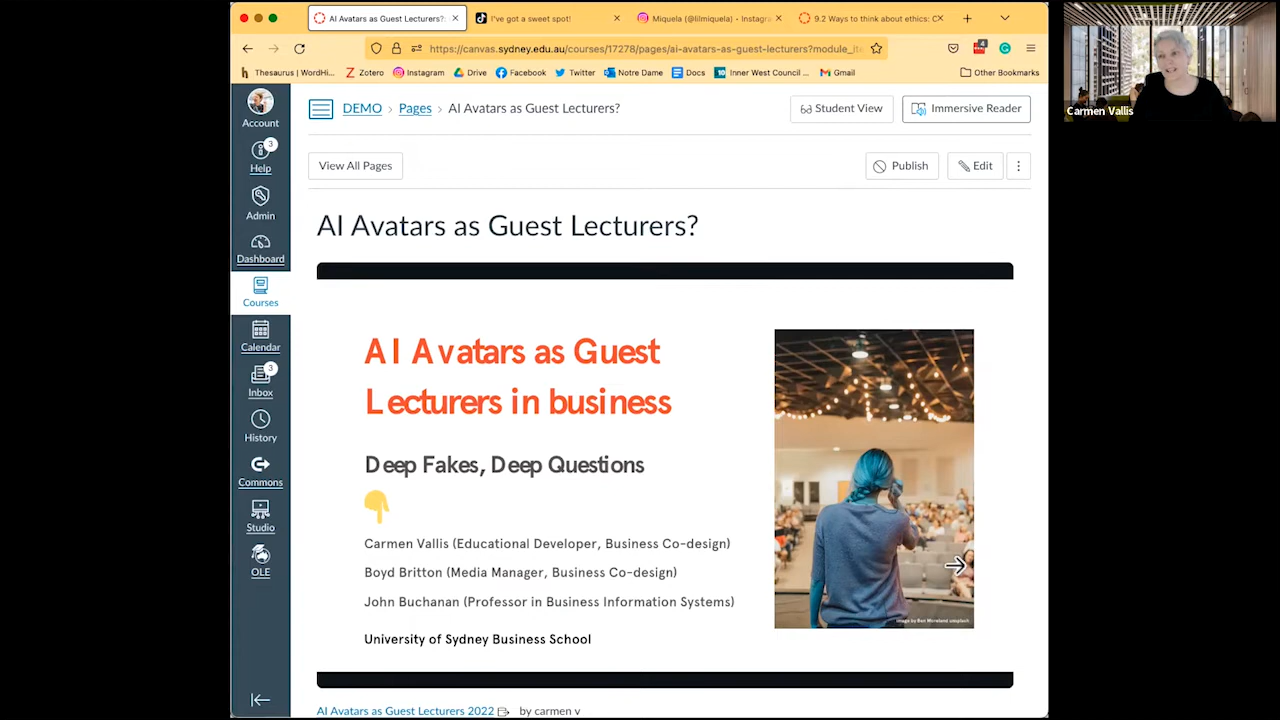 AI Avatars as Guest Lecturers?:
I've got a sweet spot!
Miquela (@lilmiquela) • Instagra
9.2 Ways to think about ethics: C
https://canvas.sydney.edu.au/courses/17278/pages/ai-avatars-as-guest-lecturers?module_ite
4
Thesaurus | WordHi...
Zotero
Instagram
Drive
Facebook
Twitter
Notre Dame
Docs
10
Inner West Council ...
Gmail
Other Bookmarks
Carmen Vallis
Account
3
Help
Admin
Dashboard
Courses
Calendar
3
Inbox
History
Commons
Studio
OLE
DEMO › Pages › AI Avatars as Guest Lecturers?
Student View
Immersive Reader
View All Pages
Publish
Edit
AI Avatars as Guest Lecturers?
AI Avatars as Guest
Lecturers in business
Deep Fakes, Deep Questions
Carmen Vallis (Educational Developer, Business Co-design)
Boyd Britton (Media Manager, Business Co-design)
John Buchanan (Professor in Business Information Systems)
University of Sydney Business School
AI Avatars as Guest Lecturers 2022 by carmen v